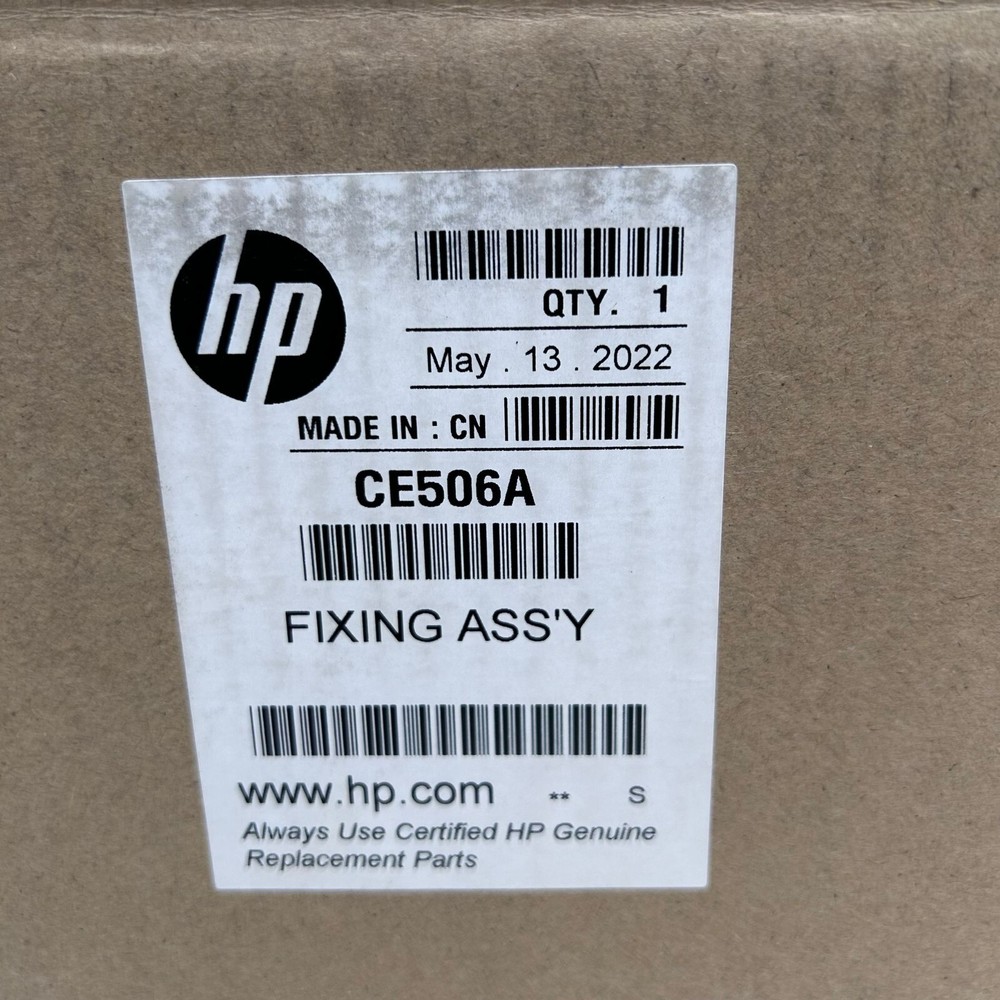 hp
QTY. 1
May . 13 . 2022
MADE IN : CN
CE506A
FIXING ASS'Y
www.hp.com ** S
Always Use Certified HP Genuine
Replacement Parts